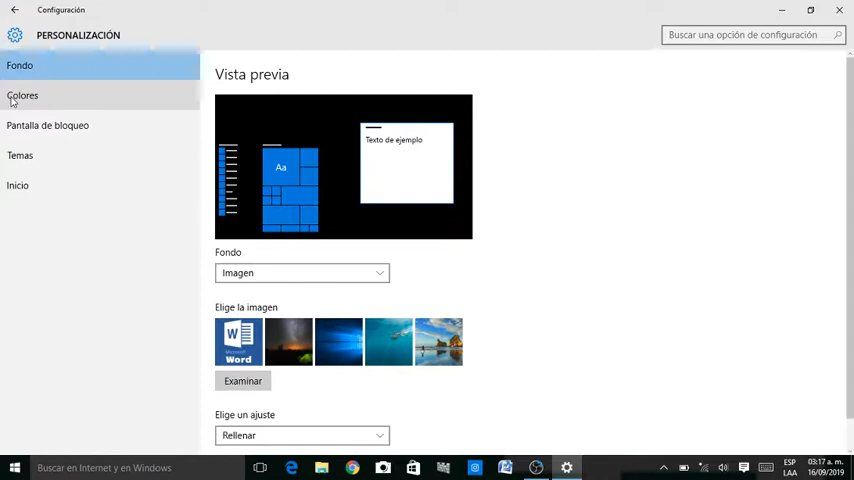 Configuración
PERSONALIZACIÓN
Buscar una opción de configuración
Fondo
Colores
Pantalla de bloqueo
Temas
Inicio
Vista previa
Texto de ejemplo
Aa
Fondo
Imagen
Elige la imagen
Microsoft
Word
Examinar
Elige un ajuste
Rellenar
Buscar en Internet y en Windows
ESP
LAA
03:17 a. m.
16/09/2019